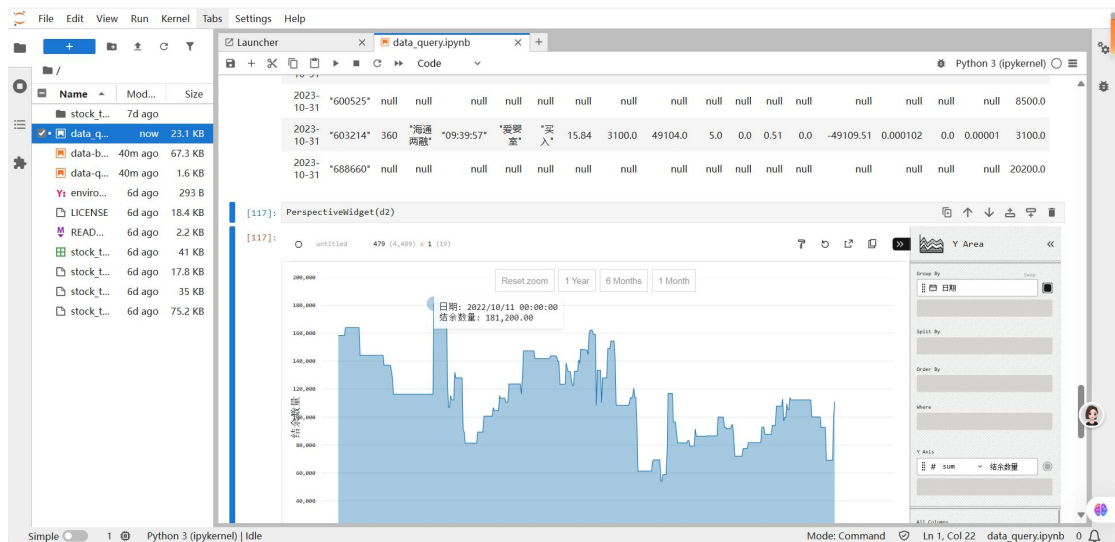 File Edit View Run Kernel Tabs Settings Help
Launcher
data_query.ipynb
Code
Python 3 (ipykernel)
/
Name Mod... Size
stock_t... 7d ago
data_q... now 23.1 KB
data-b... 40m ago 67.3 KB
data-q... 40m ago 1.6 KB
Y: enviro... 6d ago 293 B
LICENSE 6d ago 18.4 KB
READ... 6d ago 2.2 KB
stock_t... 6d ago 41 KB
stock_t... 6d ago 17.8 KB
stock_t... 6d ago 35 KB
stock_t... 6d ago 75.2 KB
2023-10-31 "600525" null null null null null null null null null null null null null null null null 8500.0
2023-10-31 "603214" 360 "海通两融" "09:39:57" "爱婴室" "买入" 15.84 3100.0 49104.0 5.0 0.0 0.51 0.0 -49109.51 0.000102 0.0 0.00001 3100.0
2023-10-31 "688660" null null null null null null null null null null null null null null null null 20200.0
[117]: PerspectiveWidget(d2)
[117]:
untitled 479 (4,489) x 1 (19)
Y Area
Reset zoom 1 Year 6 Months 1 Month
日期: 2022/10/11 00:00:00
结余数量: 181,200.00
200,000
180,000
160,000
140,000
120,000
80,000
60,000
40,000
结余数量
Group By
Swap
日期
Split By
Order By
Where
Y Axis
# sum 结余数量
All Columns
Simple 1 Python 3 (ipykernel) | Idle
Mode: Command Ln 1, Col 22 data_query.ipynb 0